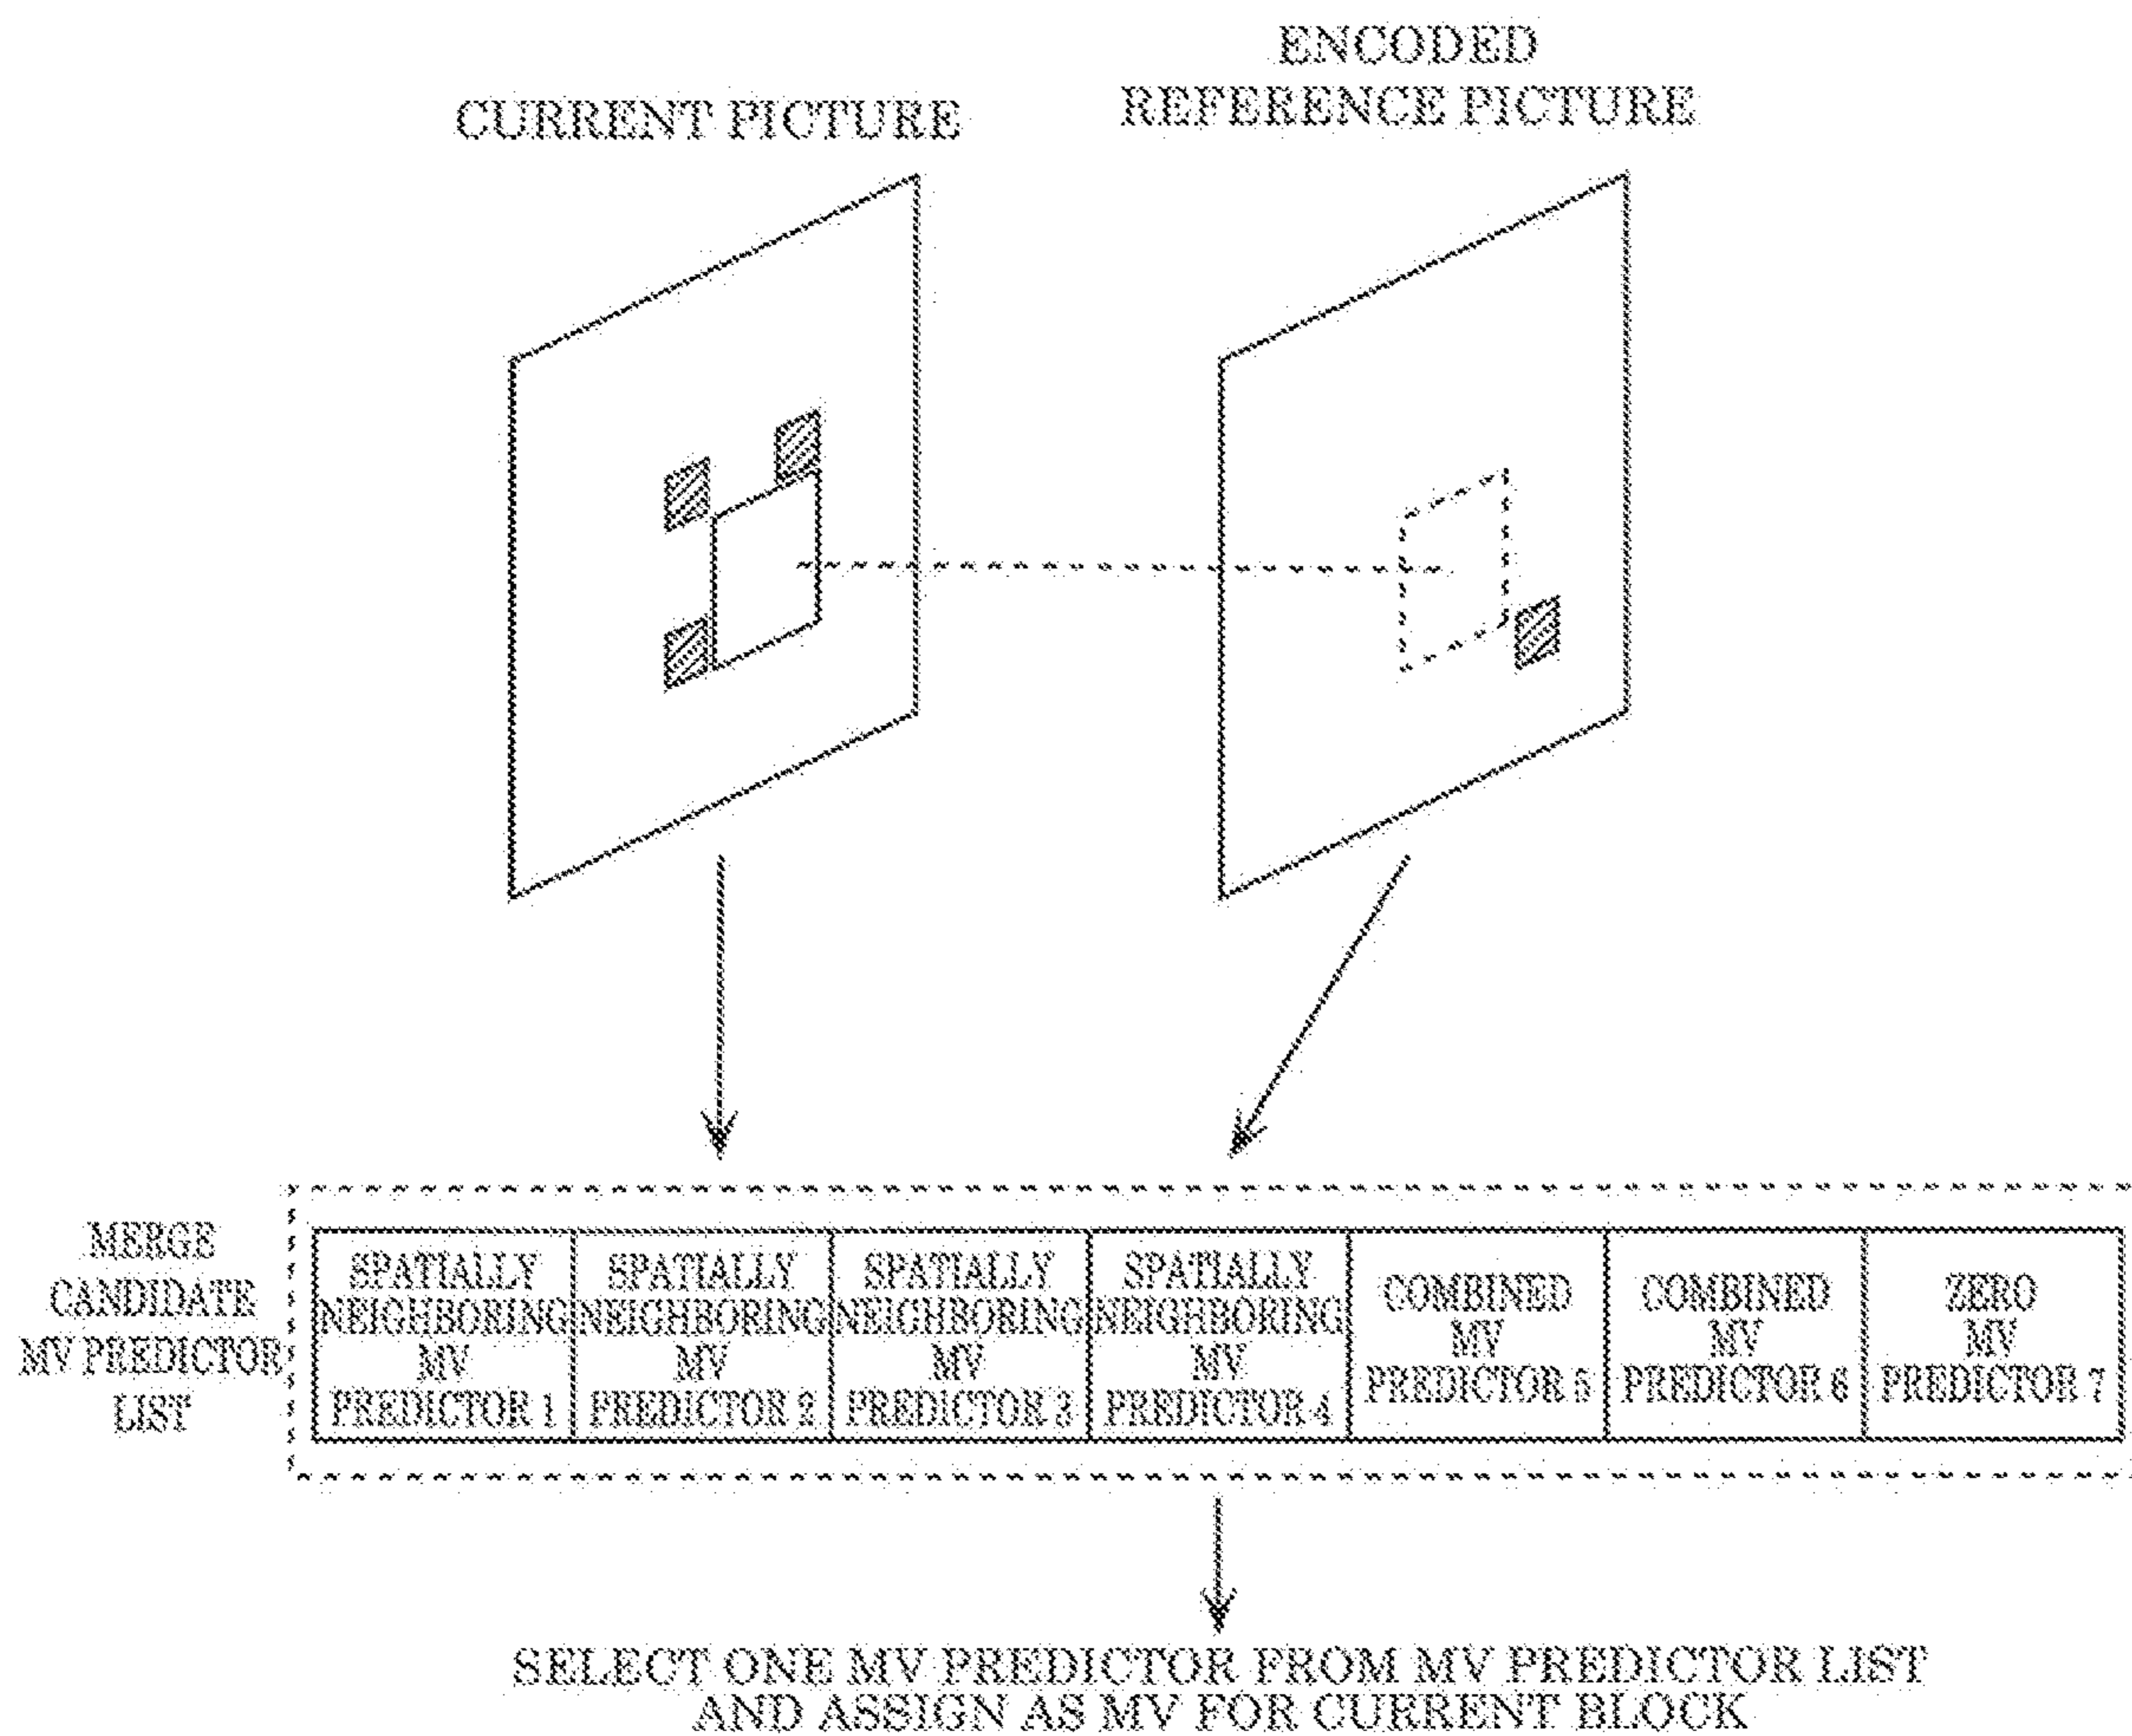 ENCODED
REFERENCE PICTURE
CURRENT PICTURE
MERGE
CANDIDATE
MV PREDICTOR
LIST
SPATIALLY
NEIGHBORING
MV
PREDICTOR 1
SPATIALLY
NEIGHBORING
MV
PREDICTOR 2
SPATIALLY
NEIGHBORING
MV
PREDICTOR 3
SPATIALLY
NEIGHBORING
MV
PREDICTOR 4
COMBINED
MV
PREDICTOR 5
COMBINED
MV
PREDICTOR 6
ZERO
MV
PREDICTOR 7
SELECT ONE MV PREDICTOR FROM MV PREDICTOR LIST
AND ASSIGN AS MV FOR CURRENT BLOCK